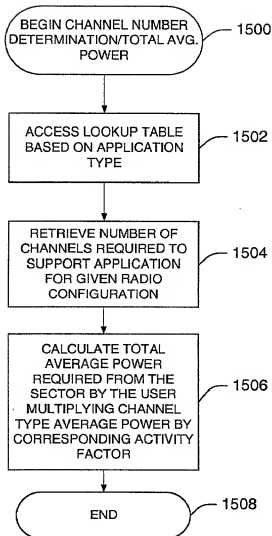 BEGIN CHANNEL NUMBER
DETERMINATION/TOTAL AVG.
POWER
1500
ACCESS LOOKUP TABLE
BASED ON APPLICATION
TYPE
1502
RETRIEVE NUMBER OF
CHANNELS REQUIRED TO
SUPPORT APPLICATION
FOR GIVEN RADIO
CONFIGURATION
1504
CALCULATE TOTAL
AVERAGE POWER
REQUIRED FROM THE
SECTOR BY THE USER
MULTIPLYING CHANNEL
TYPE AVERAGE POWER BY
CORRESPONDING ACTIVITY
FACTOR
1506
END
1508